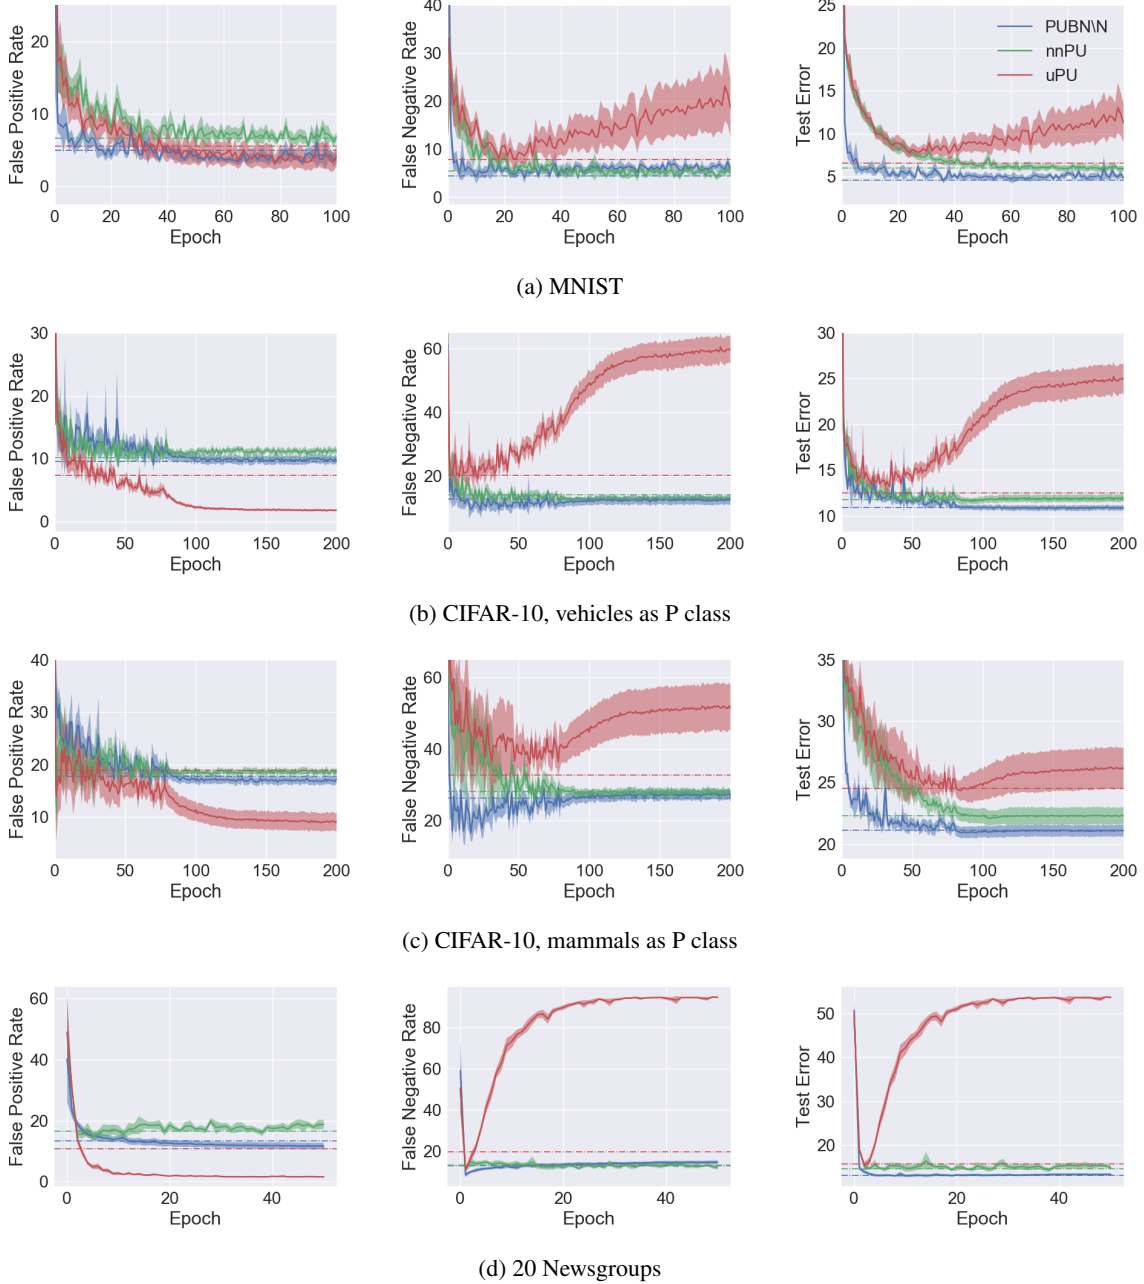 False Positive Rate
20
10
0
0 20 40 60 80 100
Epoch
False Negative Rate
40
30
20
10
0
0 20 40 60 80 100
Epoch
Test Error
25
20
15
10
5
0 20 40 60 80 100
Epoch
PUBN\N
nnPU
uPU
(a) MNIST
False Positive Rate
30
20
10
0
0 50 100 150 200
Epoch
False Negative Rate
60
40
20
0 50 100 150 200
Epoch
Test Error
30
25
20
15
10
0 50 100 150 200
Epoch
(b) CIFAR-10, vehicles as P class
False Positive Rate
40
30
20
10
0 50 100 150 200
Epoch
False Negative Rate
60
40
20
0 50 100 150 200
Epoch
Test Error
35
30
25
20
0 50 100 150 200
Epoch
(c) CIFAR-10, mammals as P class
False Positive Rate
60
40
20
0
0 20 40
Epoch
False Negative Rate
80
60
40
20
0 20 40
Epoch
Test Error
50
40
30
20
0 20 40
Epoch
(d) 20 Newsgroups